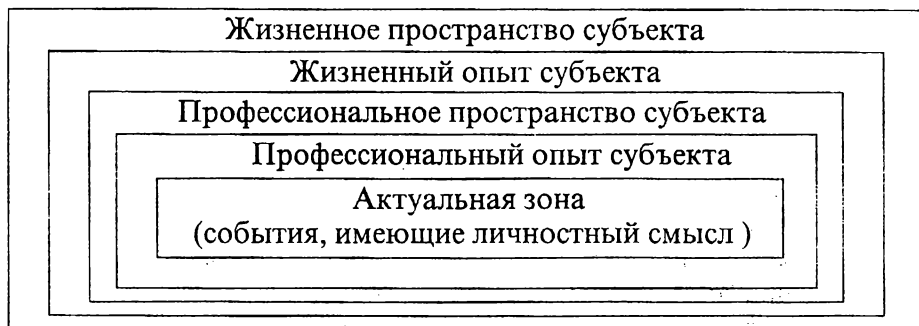 Жизненное пространство субъекта
Жизненный опыт субъекта
Профессиональное пространство субъекта
Профессиональный опыт субъекта
Актуальная зона
(события, имеющие личностный смысл )